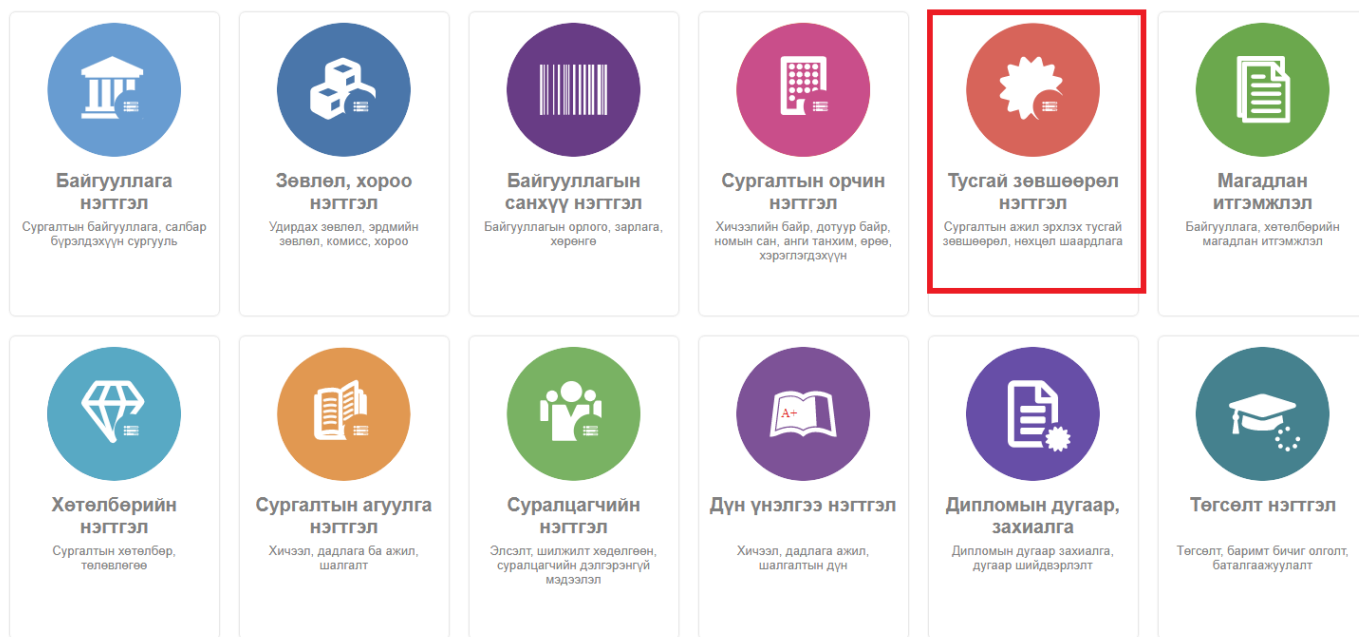 Байгууллага
нэгтгэл
Сургалтын байгууллага, салбар
бүрэлдэхүүн сургууль
Зөвлөл, хороо
нэгтгэл
Удирдах зөвлөл, эрдмийн
зөвлөл, комисс, хороо
Байгууллагын
санхүү нэгтгэл
Байгууллагын орлого, зарлага,
хөрөнгө
Сургалтын орчин
нэгтгэл
Хичээлийн байр, дотуур байр,
номын сан, анги танхим, өрөө,
хэрэглэгдэхүүн
Тусгай зөвшөөрөл
нэгтгэл
Сургалтын ажил эрхлэх тусгай
зөвшөөрөл, нөхцөл шаардлага
Магадлан
итгэмжлэл
Байгууллага, хөтөлбөрийн
магадлан итгэмжлэл
Хөтөлбөрийн
нэгтгэл
Сургалтын хөтөлбөр,
төлөвлөгөө
Сургалтын агуулга
нэгтгэл
Хичээл, дадлага ба ажил,
шалгалт
Суралцагчийн
нэгтгэл
Элсэлт, шилжилт хөдөлгөөн,
суралцагчийн дэлгэрэнгүй
мэдээлэл
A+
Дүн үнэлгээ нэгтгэл
Хичээл, дадлага ажил,
шалгалтын дүн
Дипломын дугаар,
захиалга
Дипломын дугаар захиалга,
дугаар шийдвэрлэлт
Төгсөлт нэгтгэл
Төгсөлт, баримт бичиг олголт,
баталгаажуулалт